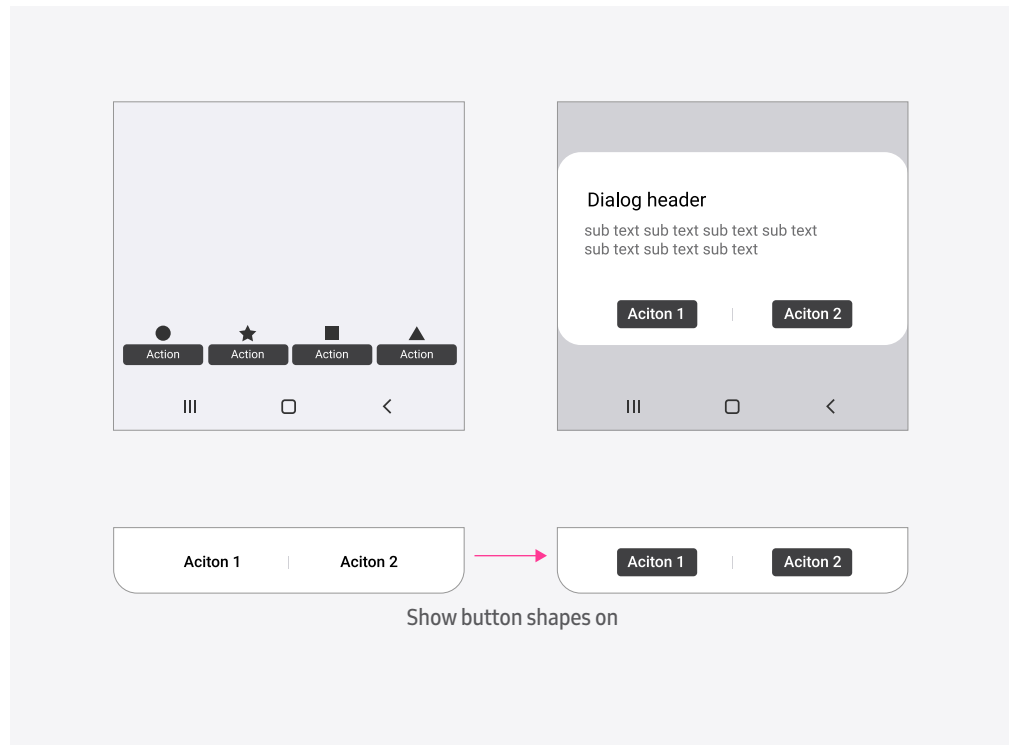 Action
Action
Action
Action
Dialog header
sub text sub text sub text sub text
sub text sub text sub text
Aciton 1
Aciton 2
Aciton 1
Aciton 2
Aciton 1
Aciton 2
Show button shapes on